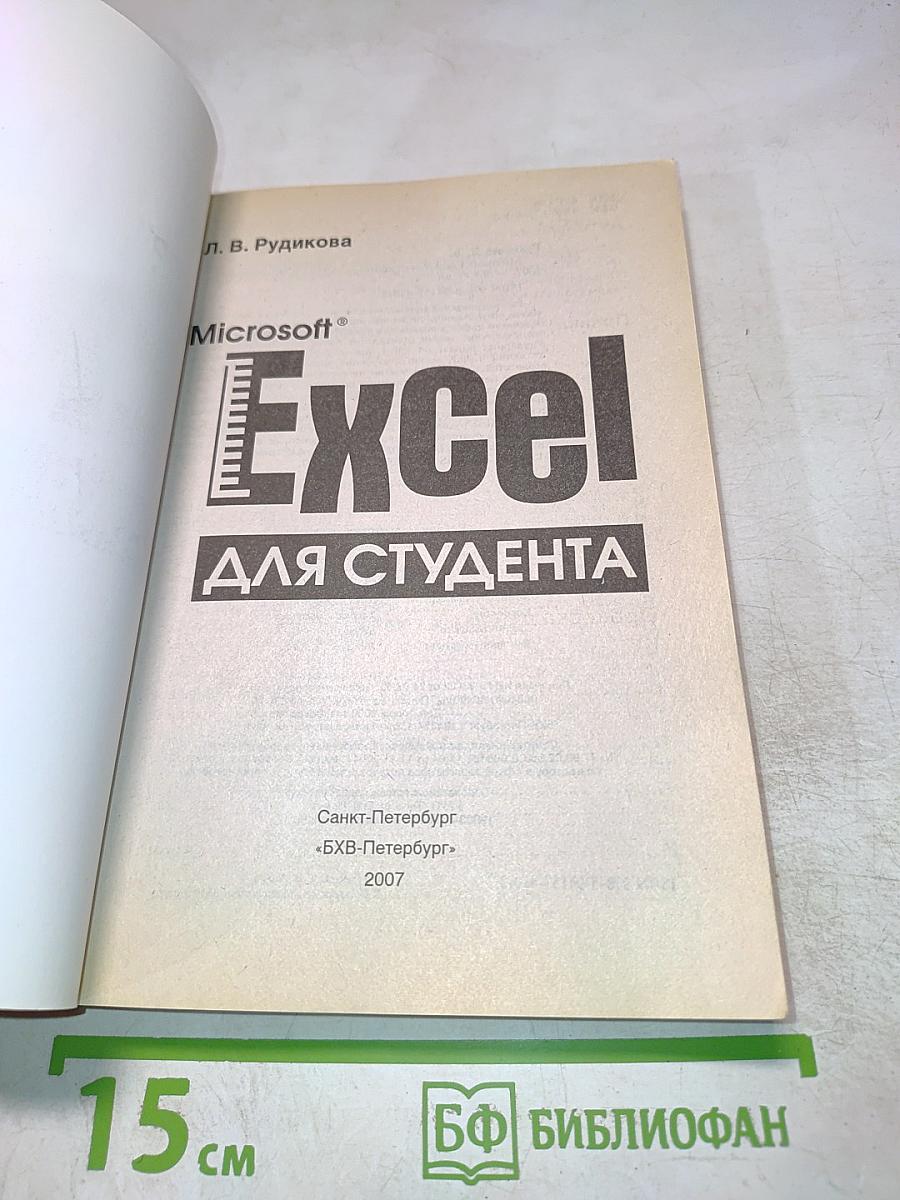 Л. В. Рудикова
Microsoft®
Excel
ДЛЯ СТУДЕНТА
Санкт-Петербург
«БХВ-Петербург»
2007
15 см
БФ БИБЛИОФАН